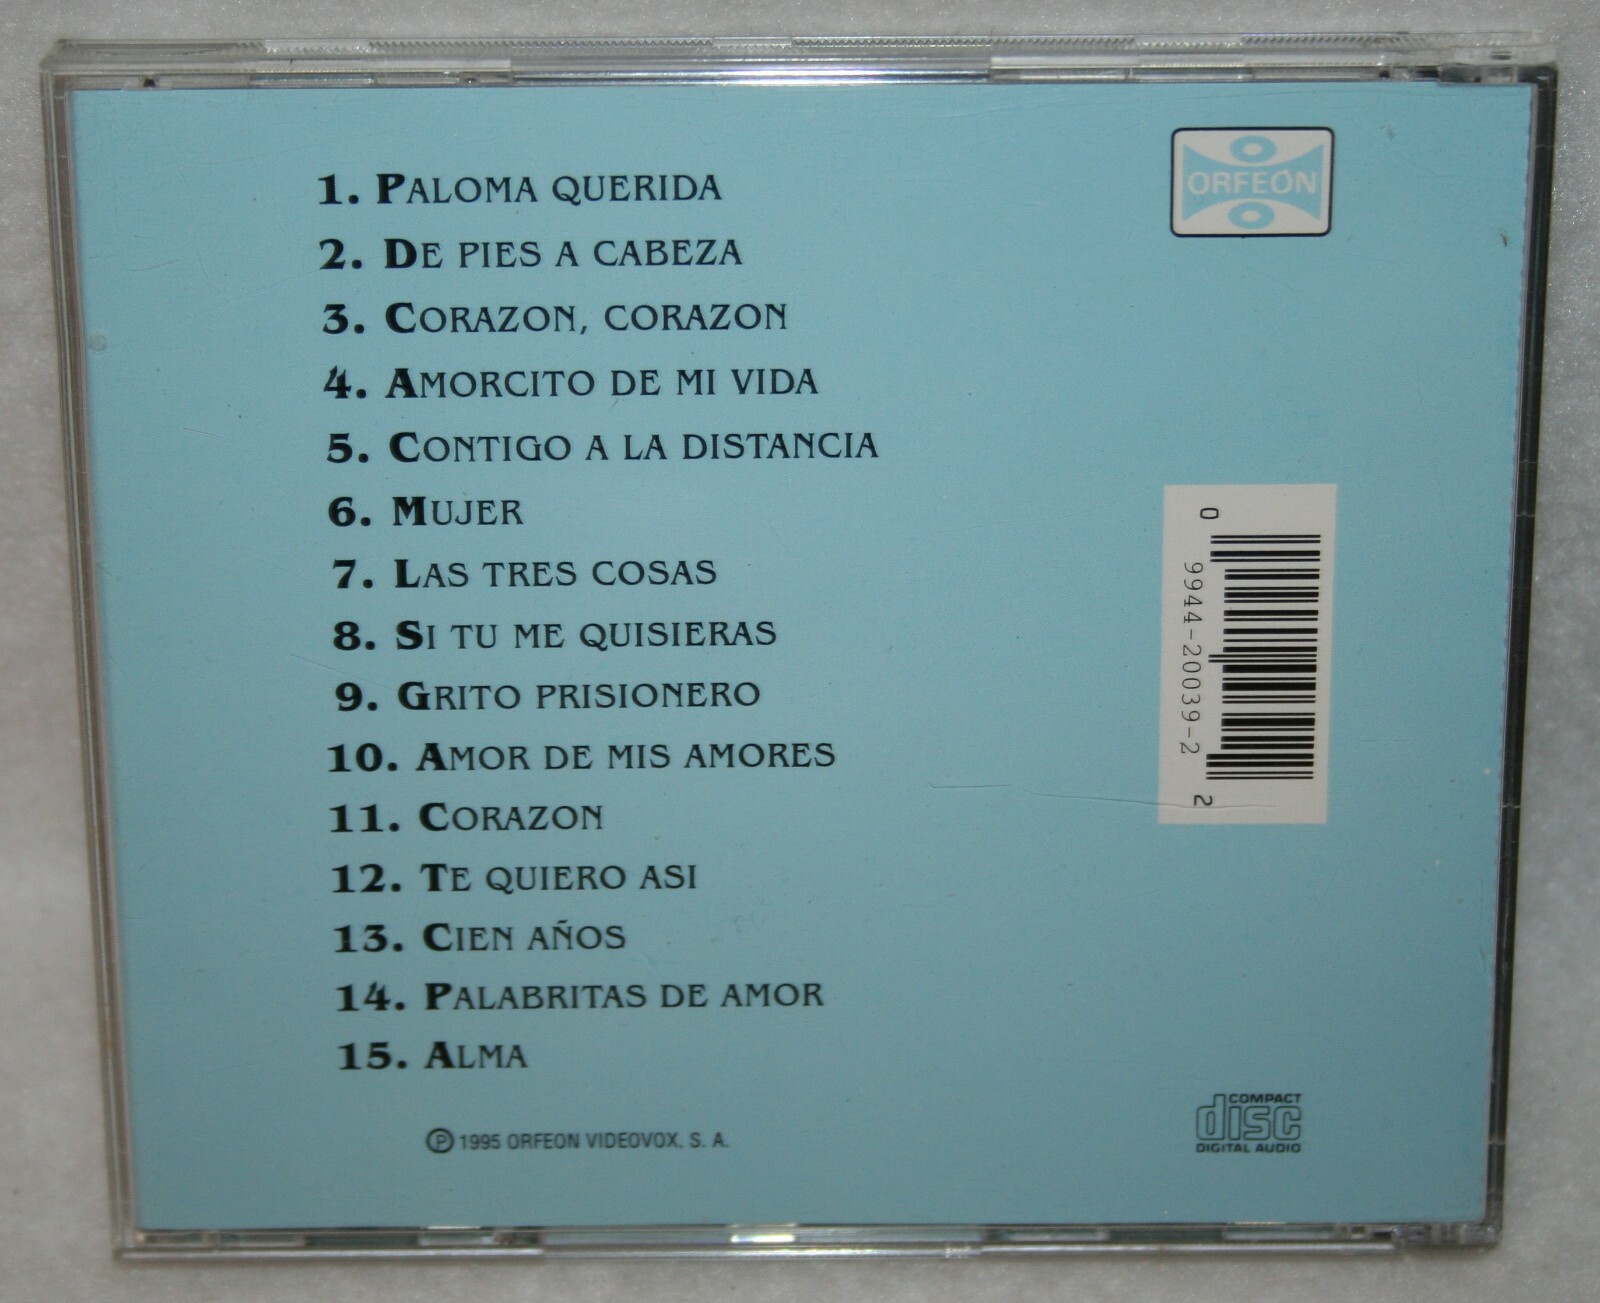 1. PALOMA QUERIDA
2. DE PIES A CABEZA
3. CORAZON, CORAZON
4. AMORCITO DE MI VIDA
5. CONTIGO A LA DISTANCIA
6. MUJER
7. LAS TRES COSAS
8. SI TU ME QUISIERAS
9. GRITO PRISIONERO
10. AMOR DE MIS AMORES
11. CORAZON
12. TE QUIERO ASI
13. CIEN AÑOS
14. PALABRITAS DE AMOR
15. ALMA
Ⓟ 1995 ORFEON VIDEOVOX, S. A.
ORFEÓN
0 9944-20039-2 2
COMPACT
disc
DIGITAL AUDIO